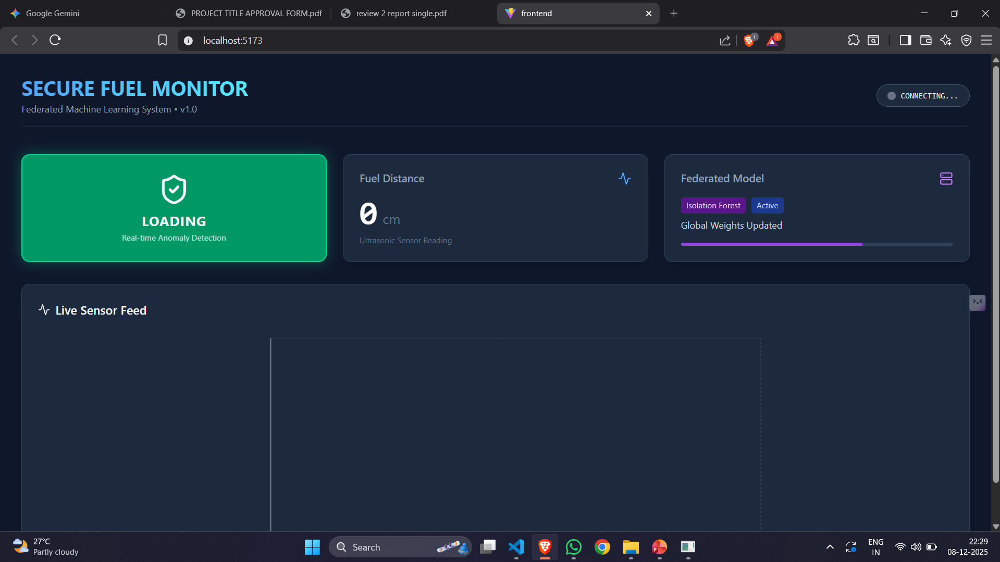 Google Gemini
PROJECT TITLE APPROVAL FORM.pdf
review 2 report single.pdf
frontend
localhost:5173
1
1
SECURE FUEL MONITOR
Federated Machine Learning System • v1.0
CONNECTING...
LOADING
Real-time Anomaly Detection
Fuel Distance
0 cm
Ultrasonic Sensor Reading
Federated Model
Isolation Forest
Active
Global Weights Updated
Live Sensor Feed
27°C
Partly cloudy
Search
ENG
IN
22:29
08-12-2025